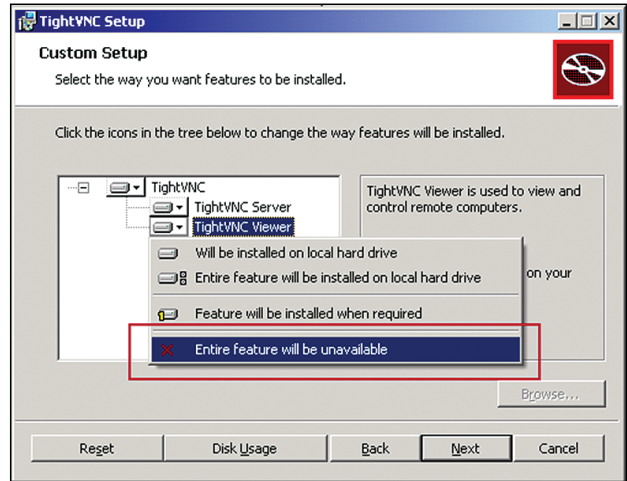 TightVNC Setup
Custom Setup
Select the way you want features to be installed.
Click the icons in the tree below to change the way features will be installed.
TightVNC
TightVNC Server
TightVNC Viewer
TightVNC Viewer is used to view and
control remote computers.
on your
Will be installed on local hard drive
Entire feature will be installed on local hard drive
Feature will be installed when required
Entire feature will be unavailable
Browse...
Reset
Disk Usage
Back
Next
Cancel